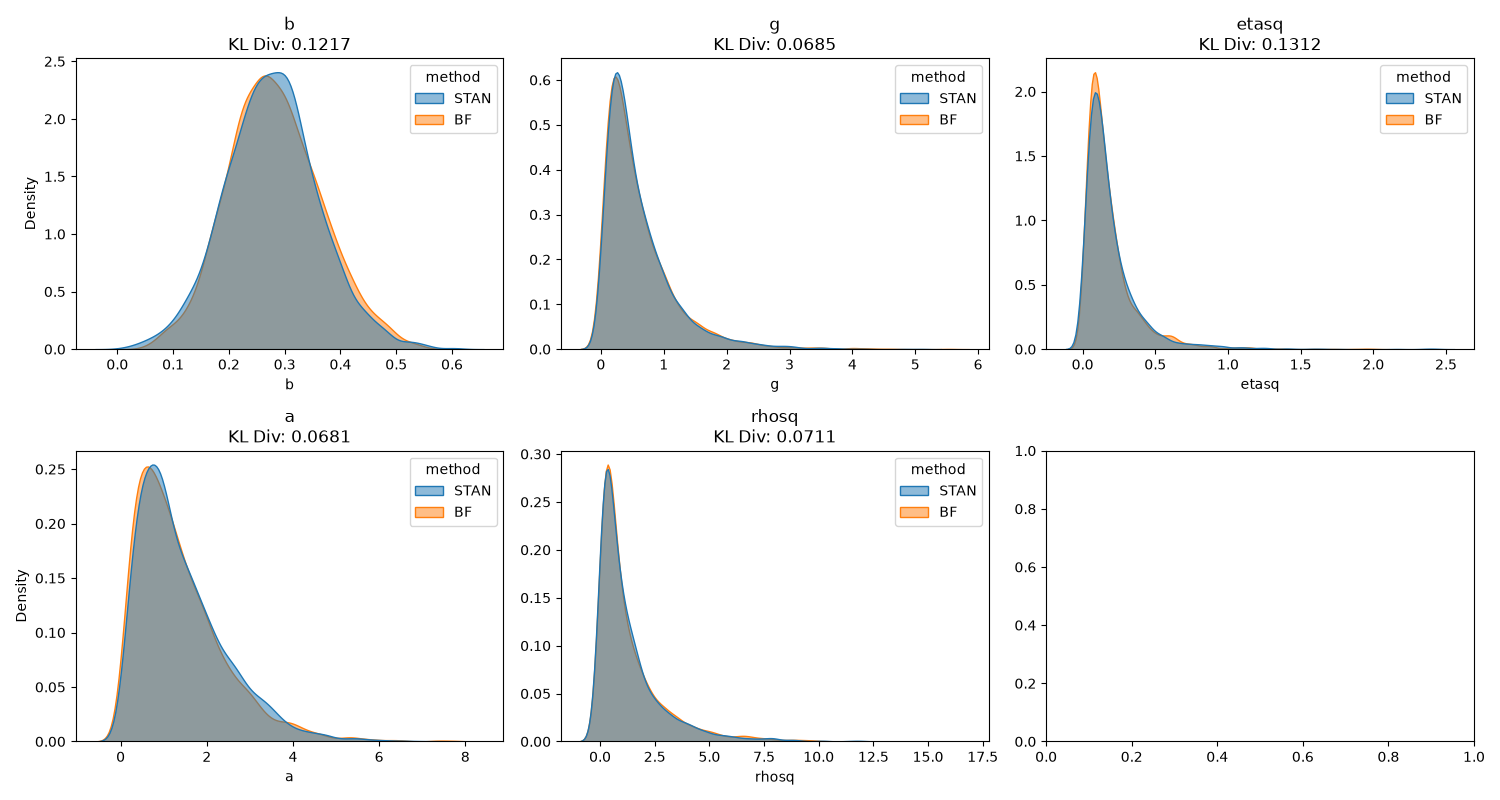 b
KL Div: 0.1217
2.5
2.0
1.5
1.0
0.5
0.0
Density
method
STAN
BF
0.0 0.1 0.2 0.3 0.4 0.5 0.6
b
g
KL Div: 0.0685
0.6
0.5
0.4
0.3
0.2
0.1
0.0
method
STAN
BF
0 1 2 3 4 5 6
g
etasq
KL Div: 0.1312
2.0
1.5
1.0
0.5
0.0
method
STAN
BF
0.0 0.5 1.0 1.5 2.0 2.5
etasq
a
KL Div: 0.0681
0.25
0.20
0.15
0.10
0.05
0.00
Density
method
STAN
BF
0 2 4 6 8
a
rhosq
KL Div: 0.0711
0.30
0.25
0.20
0.15
0.10
0.05
0.00
method
STAN
BF
0.0 2.5 5.0 7.5 10.0 12.5 15.0 17.5
rhosq
1.0
0.8
0.6
0.4
0.2
0.0
0.0 0.2 0.4 0.6 0.8 1.0